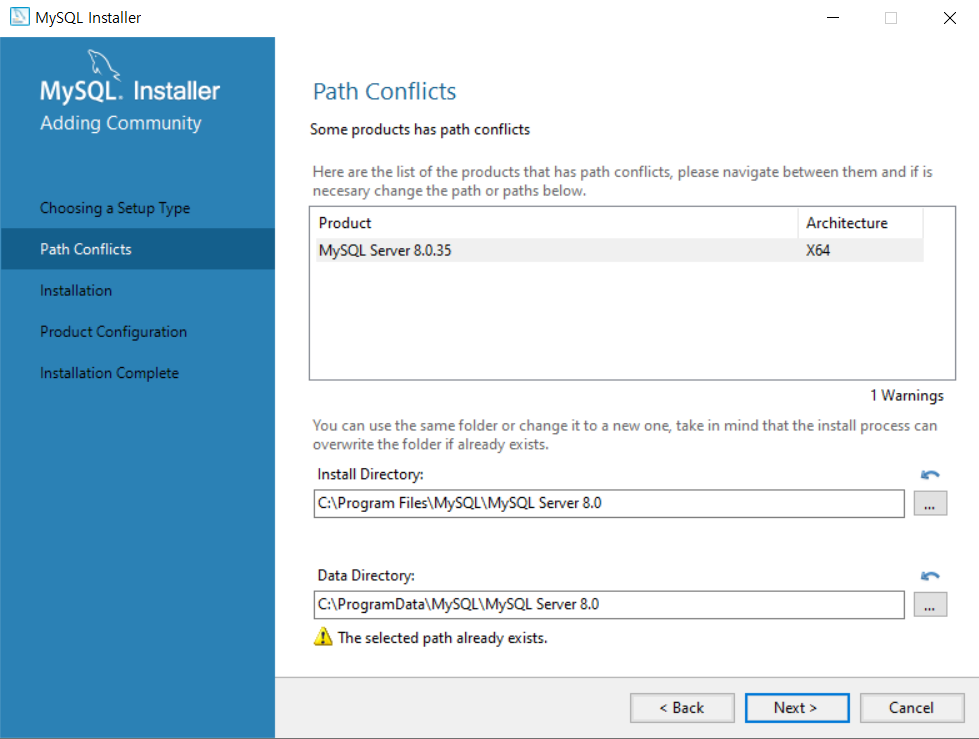 MySQL Installer
MySQL. Installer
Adding Community
Choosing a Setup Type
Path Conflicts
Installation
Product Configuration
Installation Complete
Path Conflicts
Some products has path conflicts
Here are the list of the products that has path conflicts, please navigate between them and if is
necesary change the path or paths below.
Product Architecture
MySQL Server 8.0.35 X64
1 Warnings
You can use the same folder or change it to a new one, take in mind that the install process can
overwrite the folder if already exists.
Install Directory:
C:\Program Files\MySQL\MySQL Server 8.0
...
Data Directory:
C:\ProgramData\MySQL\MySQL Server 8.0
...
The selected path already exists.
< Back Next > Cancel